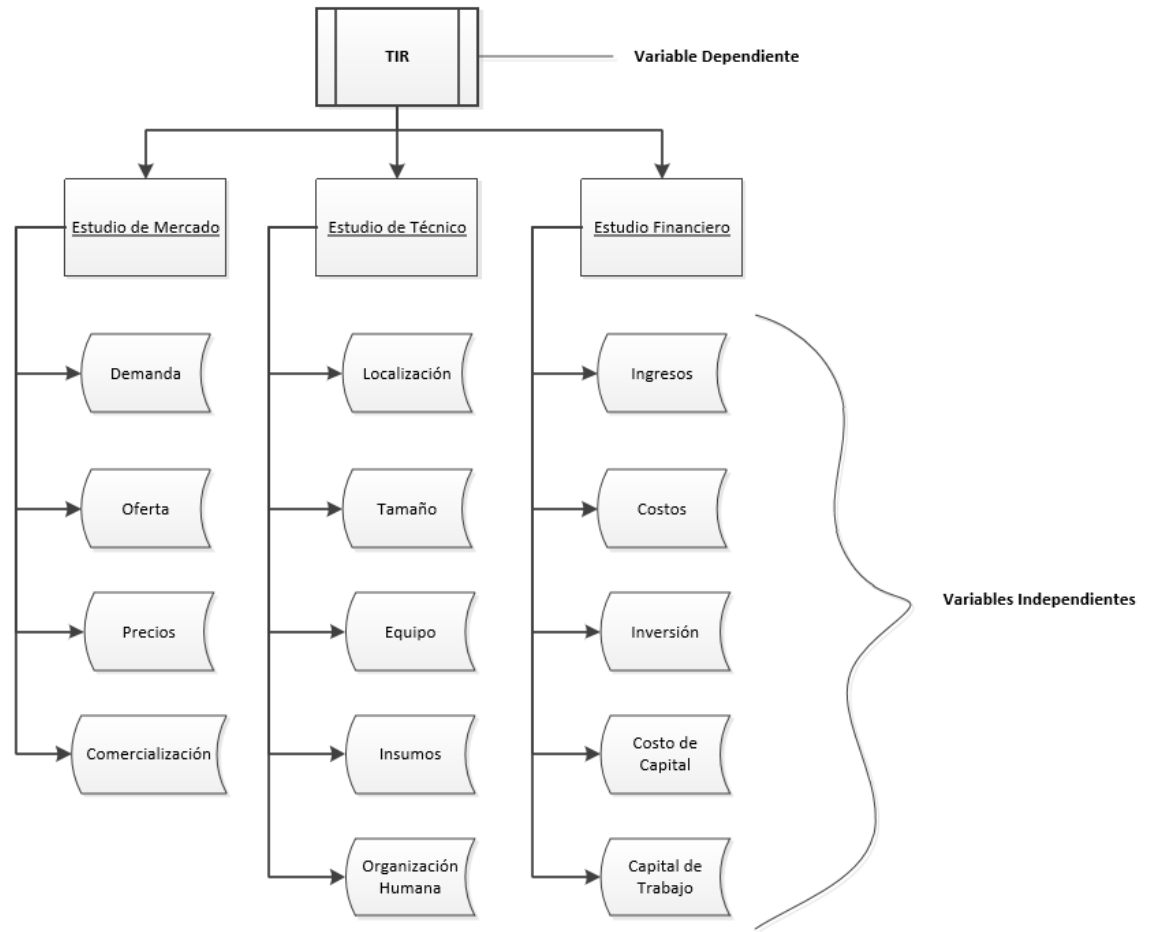 TIR
Variable Dependiente
Estudio de Mercado
Estudio de Técnico
Estudio Financiero
Demanda
Localización
Ingresos
Oferta
Tamaño
Costos
Precios
Equipo
Inversión
Variables Independientes
Comercialización
Insumos
Costo de
Capital
Organización
Humana
Capital de
Trabajo